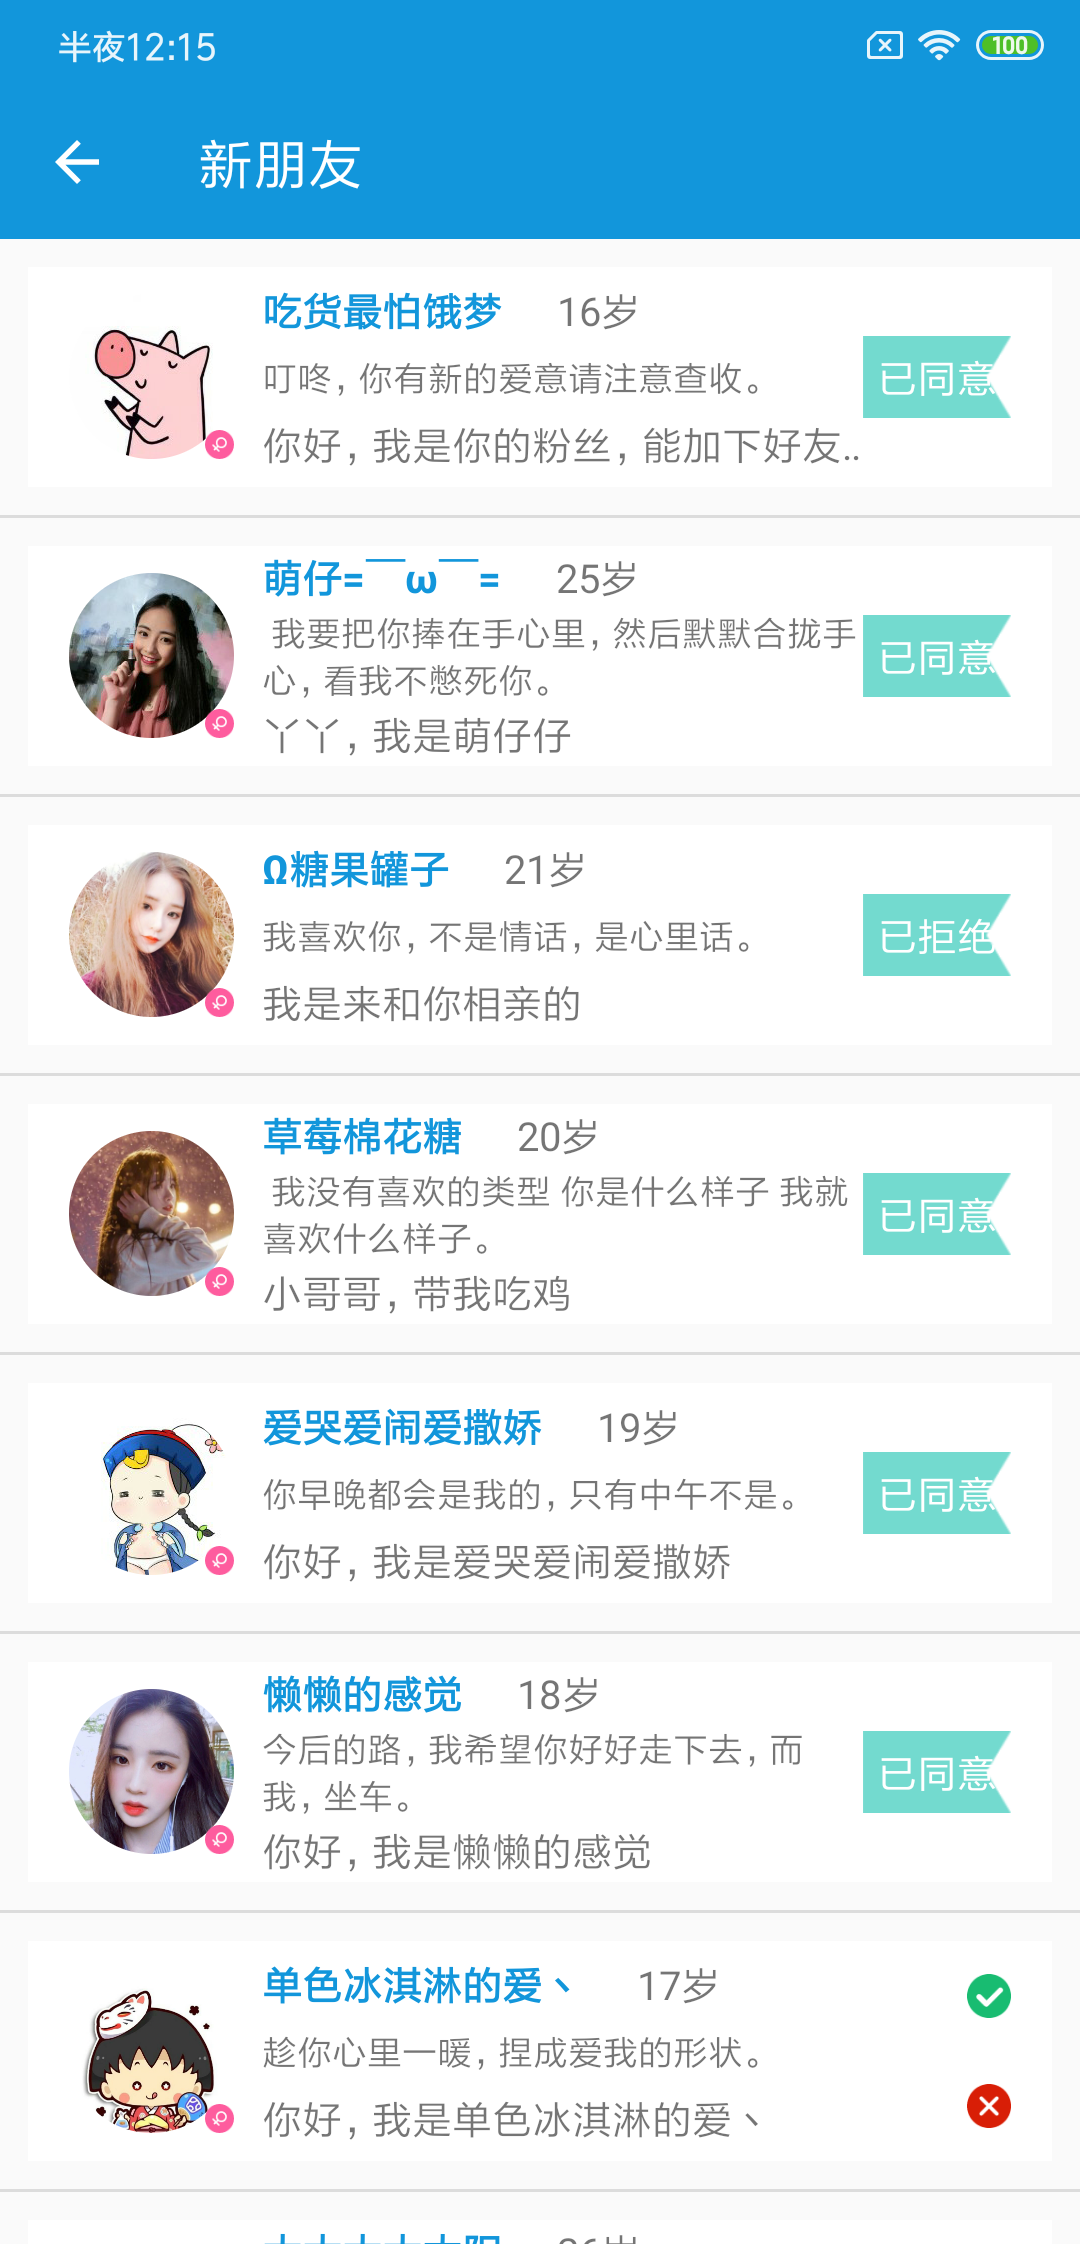 半夜12:15
100
新朋友
吃货最怕饿梦 16岁
叮咚，你有新的爱意请注意查收。
已同意
你好，我是你的粉丝，能加下好友..
萌仔=￣ω￣= 25岁
我要把你捧在手心里，然后默默合拢手
心，看我不憋死你。
已同意
丫丫，我是萌仔仔
Ω糖果罐子 21岁
我喜欢你，不是情话，是心里话。
已拒绝
我是来和你相亲的
草莓棉花糖 20岁
我没有喜欢的类型 你是什么样子 我就
喜欢什么样子。
已同意
小哥哥，带我吃鸡
爱哭爱闹爱撒娇 19岁
你早晚都会是我的，只有中午不是。
已同意
你好，我是爱哭爱闹爱撒娇
懒懒的感觉 18岁
今后的路，我希望你好好走下去，而
我，坐车。
已同意
你好，我是懒懒的感觉
单色冰淇淋的爱丶 17岁
趁你心里一暖，捏成爱我的形状。
你好，我是单色冰淇淋的爱丶